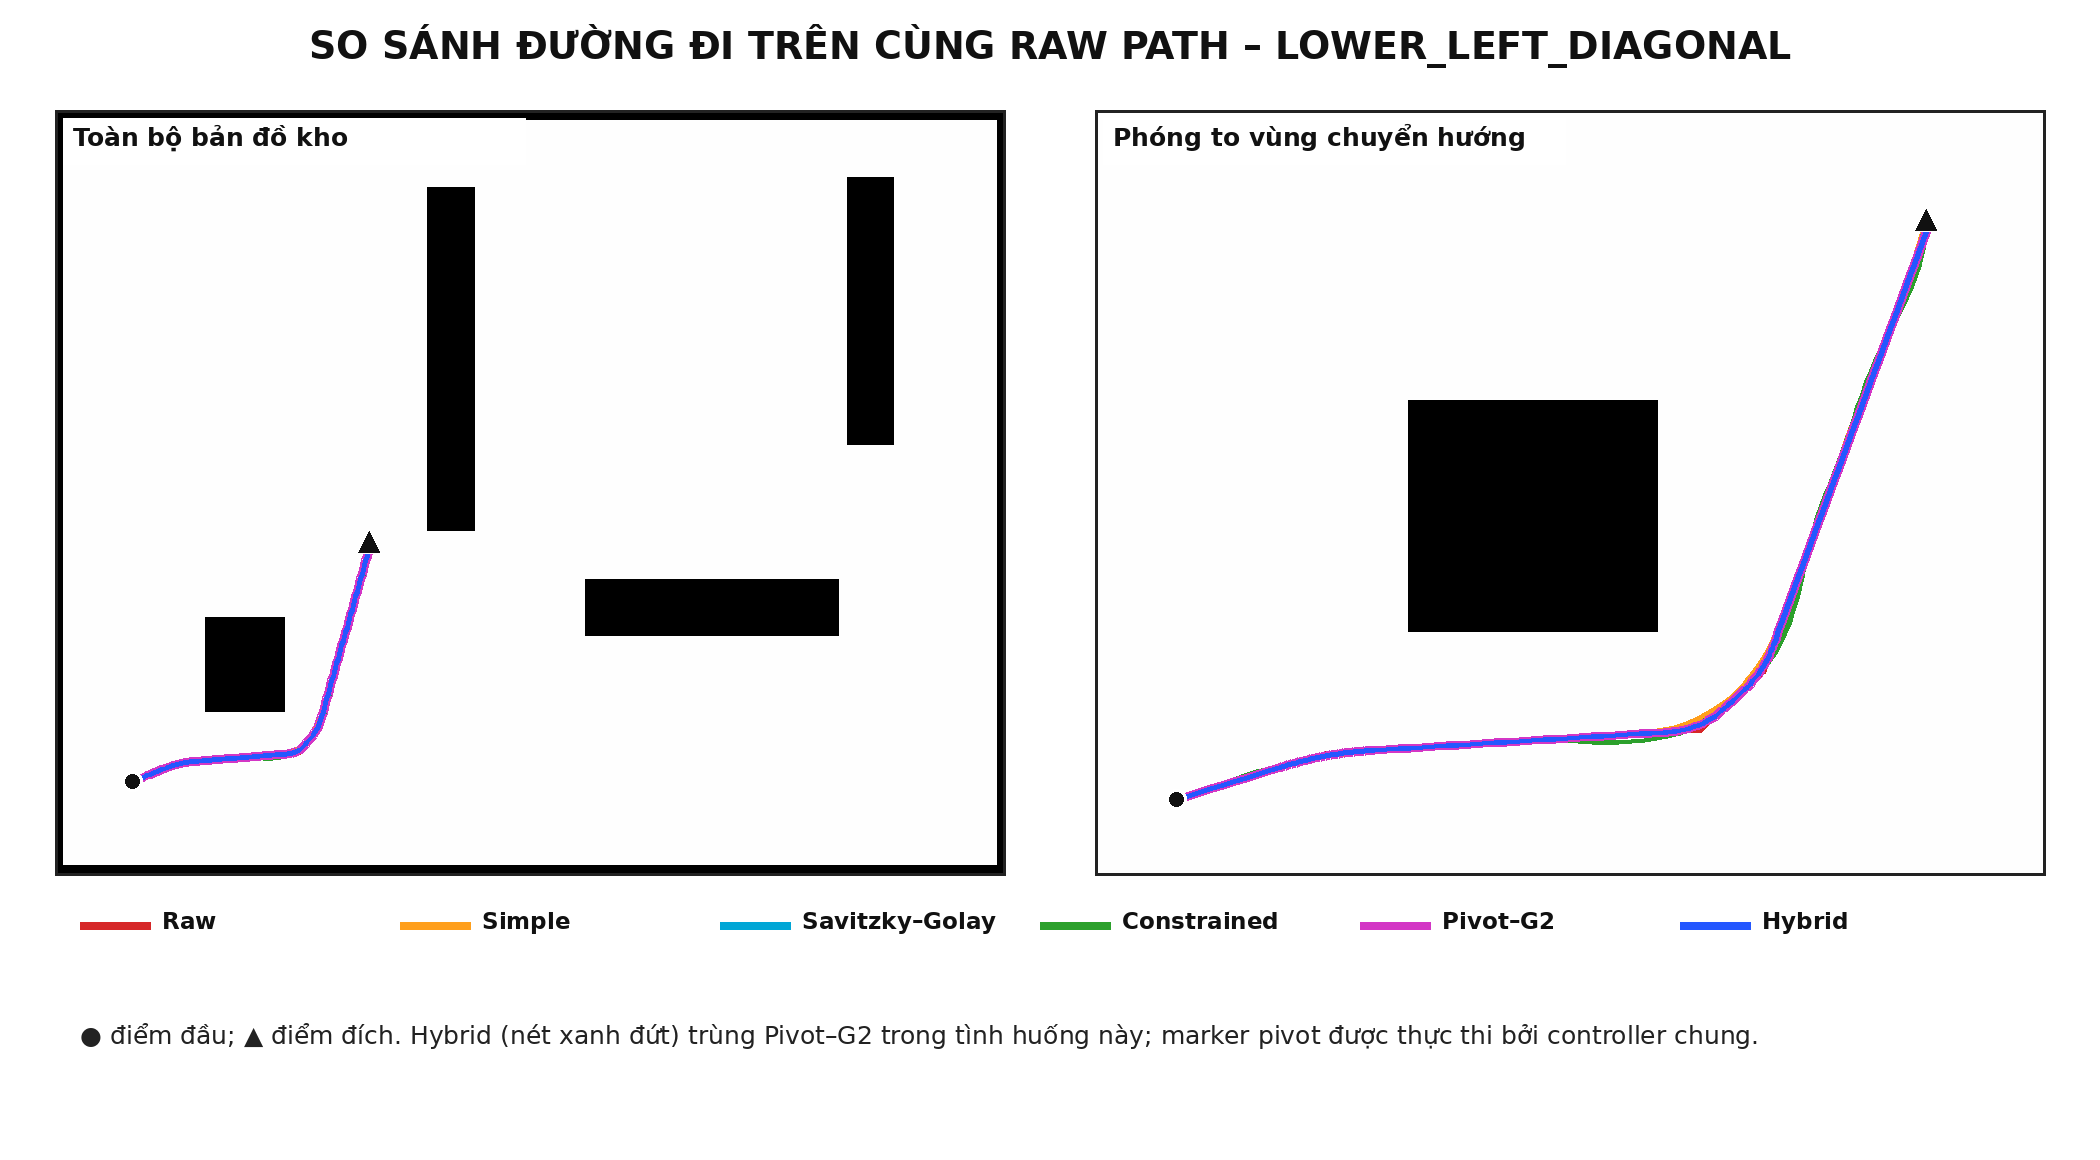 SO SÁNH ĐƯỜNG ĐI TRÊN CÙNG RAW PATH – LOWER_LEFT_DIAGONAL
Toàn bộ bản đồ kho
Phóng to vùng chuyển hướng
Raw
Simple
Savitzky–Golay
Constrained
Pivot–G2
Hybrid
● điểm đầu; ▲ điểm đích. Hybrid (nét xanh đứt) trùng Pivot–G2 trong tình huống này; marker pivot được thực thi bởi controller chung.